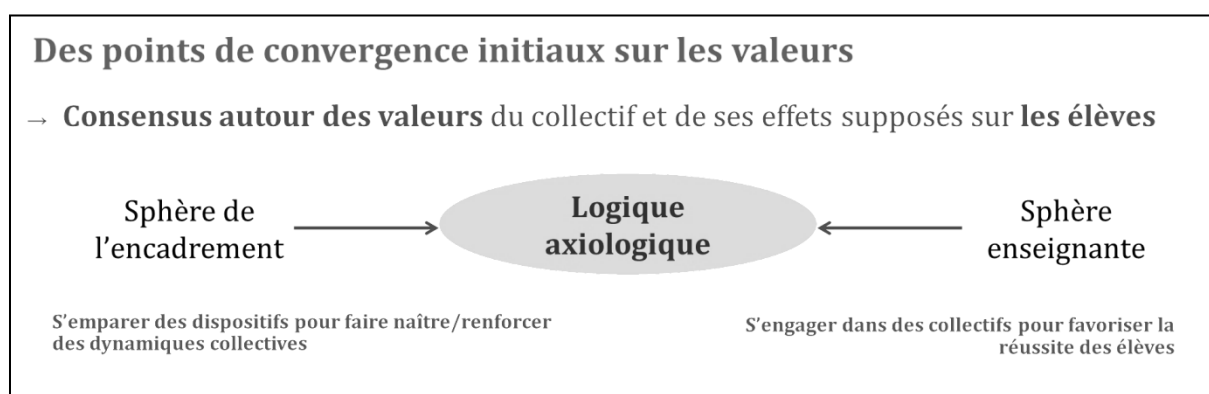 Des points de convergence initiaux sur les valeurs
→ Consensus autour des valeurs du collectif et de ses effets supposés sur les élèves
Sphère de
l'encadrement
Logique
axiologique
Sphère
enseignante
S'emparer des dispositifs pour faire naître/renforcer
des dynamiques collectives
S'engager dans des collectifs pour favoriser la
réussite des élèves